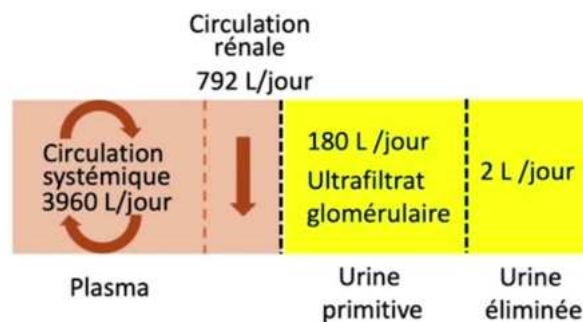 Circulation
rénale
792 L/jour
Circulation
systémique
3960 L/jour
180 L /jour
Ultrafiltrat
glomérulaire
2 L /jour
Plasma
Urine
primitive
Urine
éliminée